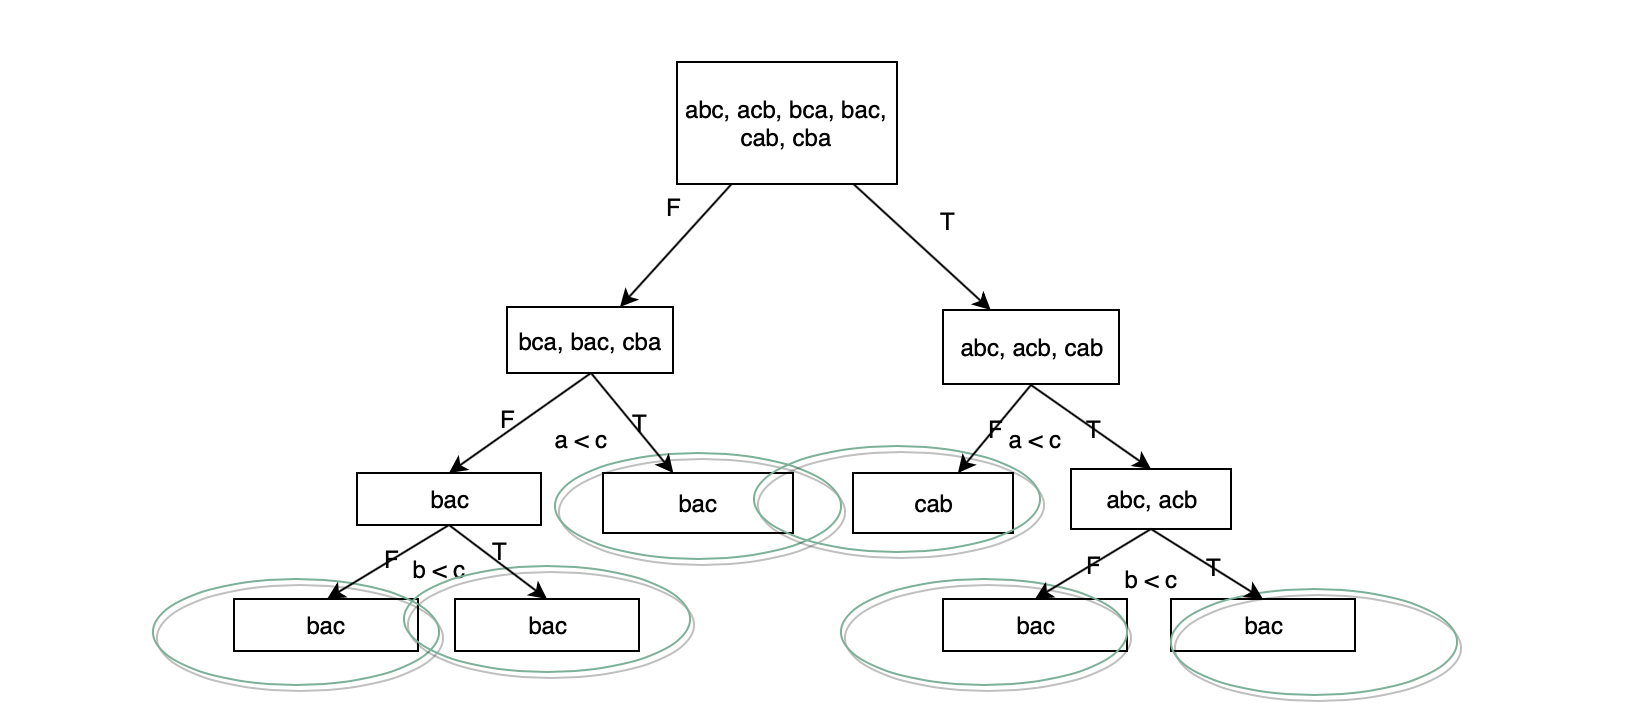 abc, acb, bca, bac,
cab, cba
F
T
bca, bac, cba
abc, acb, cab
F
a < c
T
F
a < c
T
bac
bac
cab
abc, acb
F
b < c
T
F
b < c
T
bac
bac
bac
bac